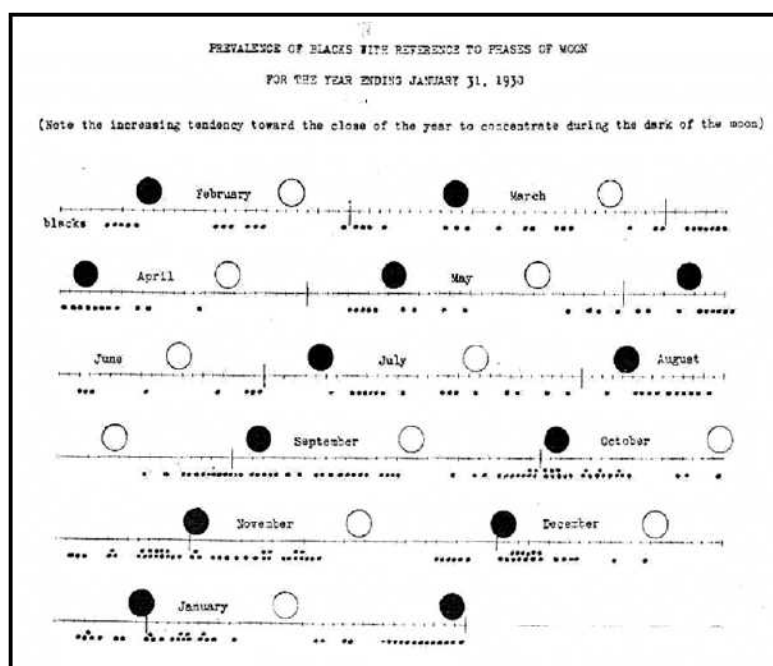 PREVALENCE OF BLACKS WITH REFERENCE TO PHASES OF MOON
FOR THE YEAR ENDING JANUARY 31, 1930
(Note the increasing tendency toward the close of the year to concentrate during the dark of the moon)
February March
blacks
April May
June July August
September October
November December
January